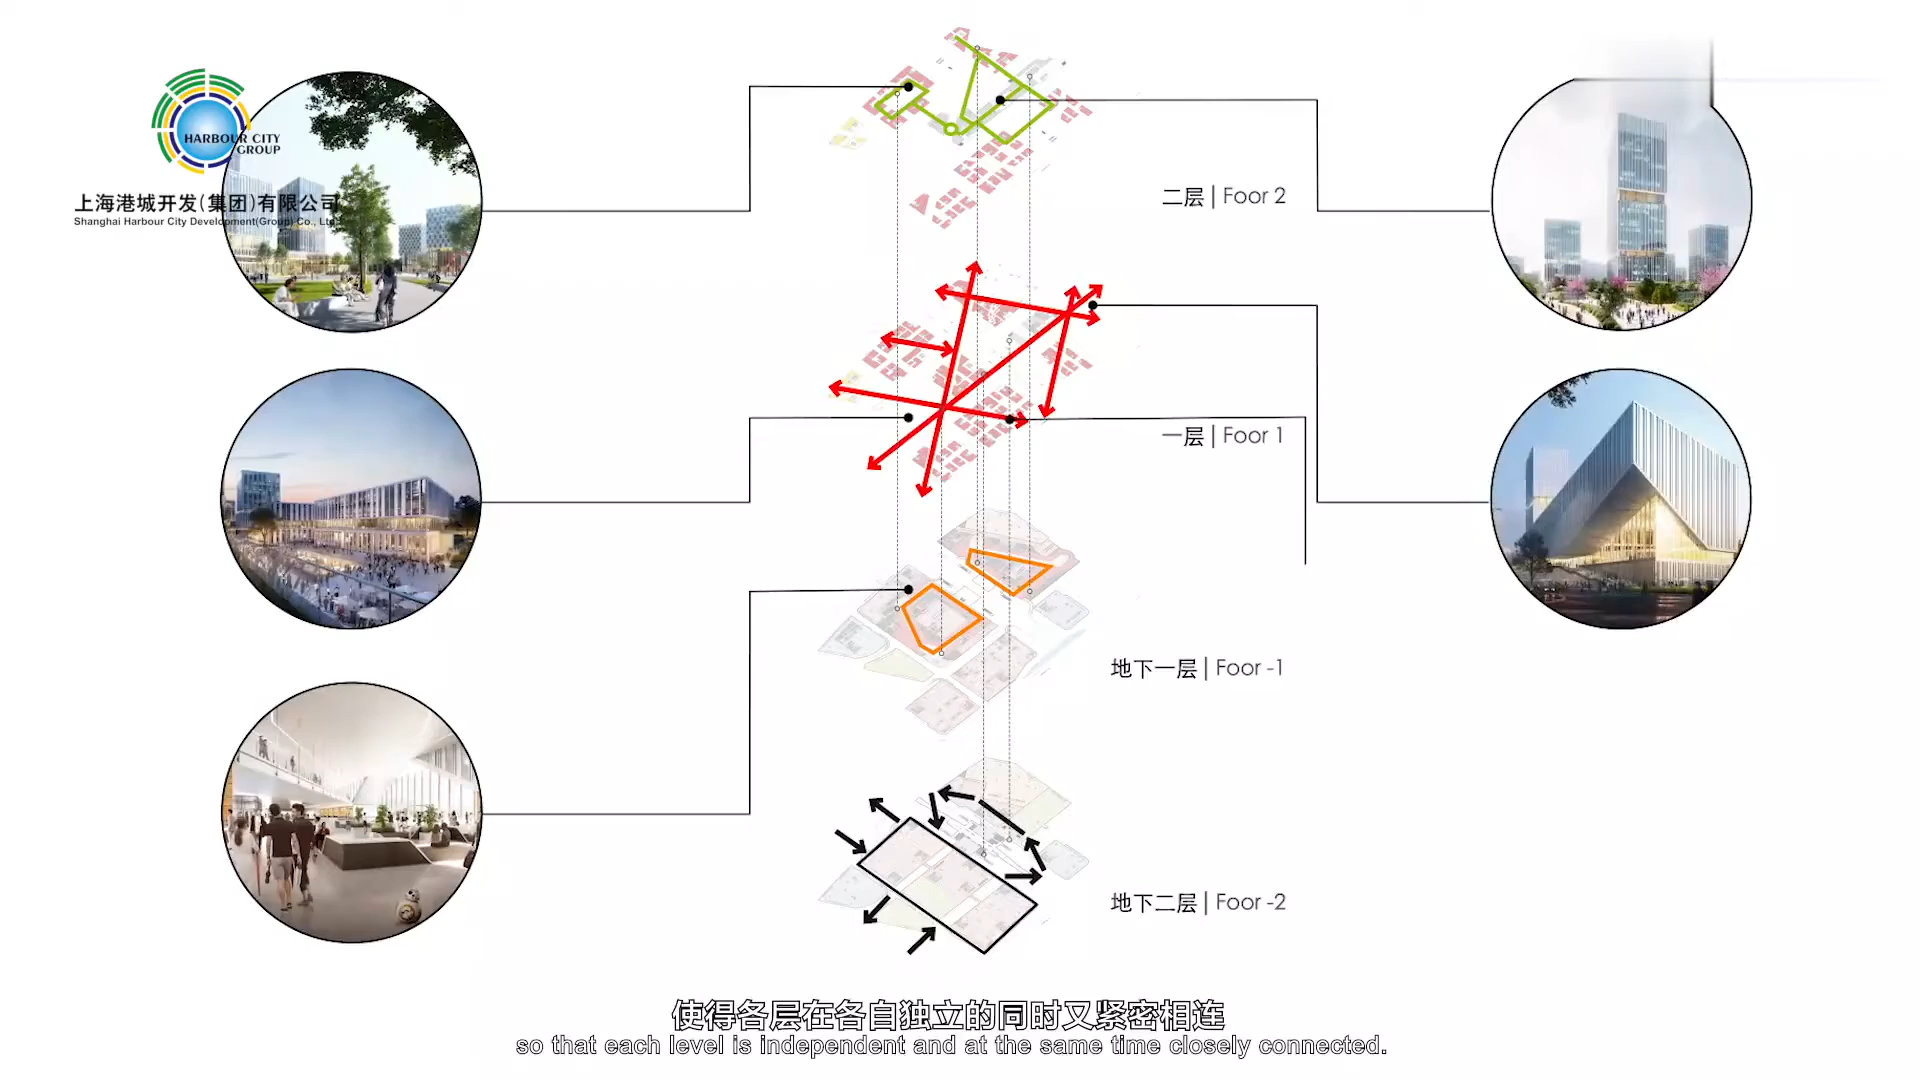 HARBOUR CITY
GROUP
上海港城开发(集团)有限公司
Shanghai Harbour City Development(Group) Co., Ltd
二层 | Foor 2
一层 | Foor 1
地下一层 | Foor -1
地下二层 | Foor -2
使得各层在各自独立的同时又紧密相连
so that each level is independent and at the same time closely connected.